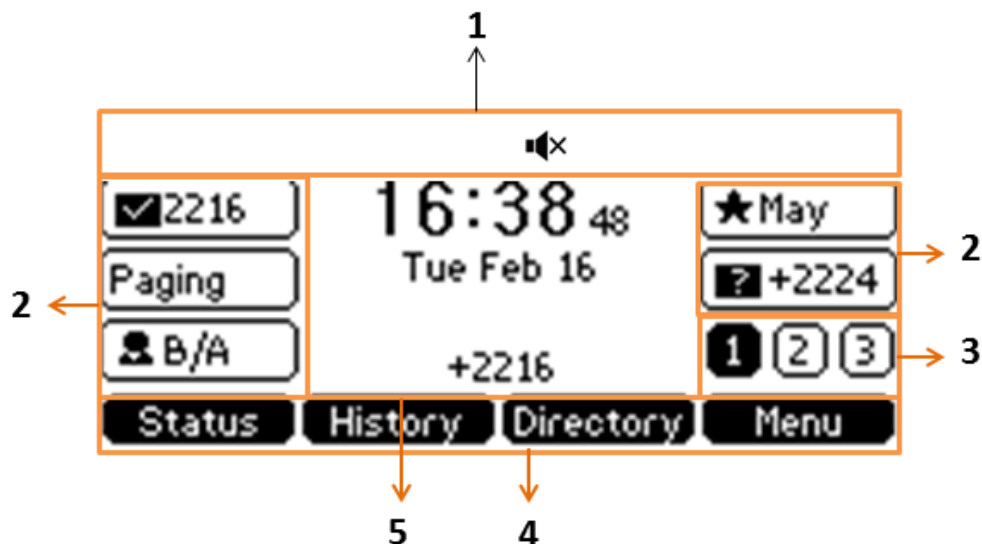 1
16:38 48
Tue Feb 16
2216
Paging
B/A
+2216
★May
? +2224
1 2 3
2
2
3
Status History Directory Menu
5
4